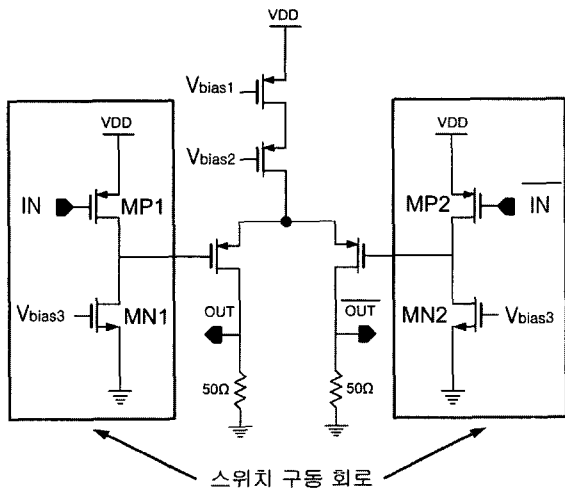 VDD
Vbias1
Vbias2
VDD
IN
MP1
Vbias3
MN1
VDD
MP2
IN
MN2
Vbias3
OUT
OUT
50Ω
50Ω
스위치 구동 회로